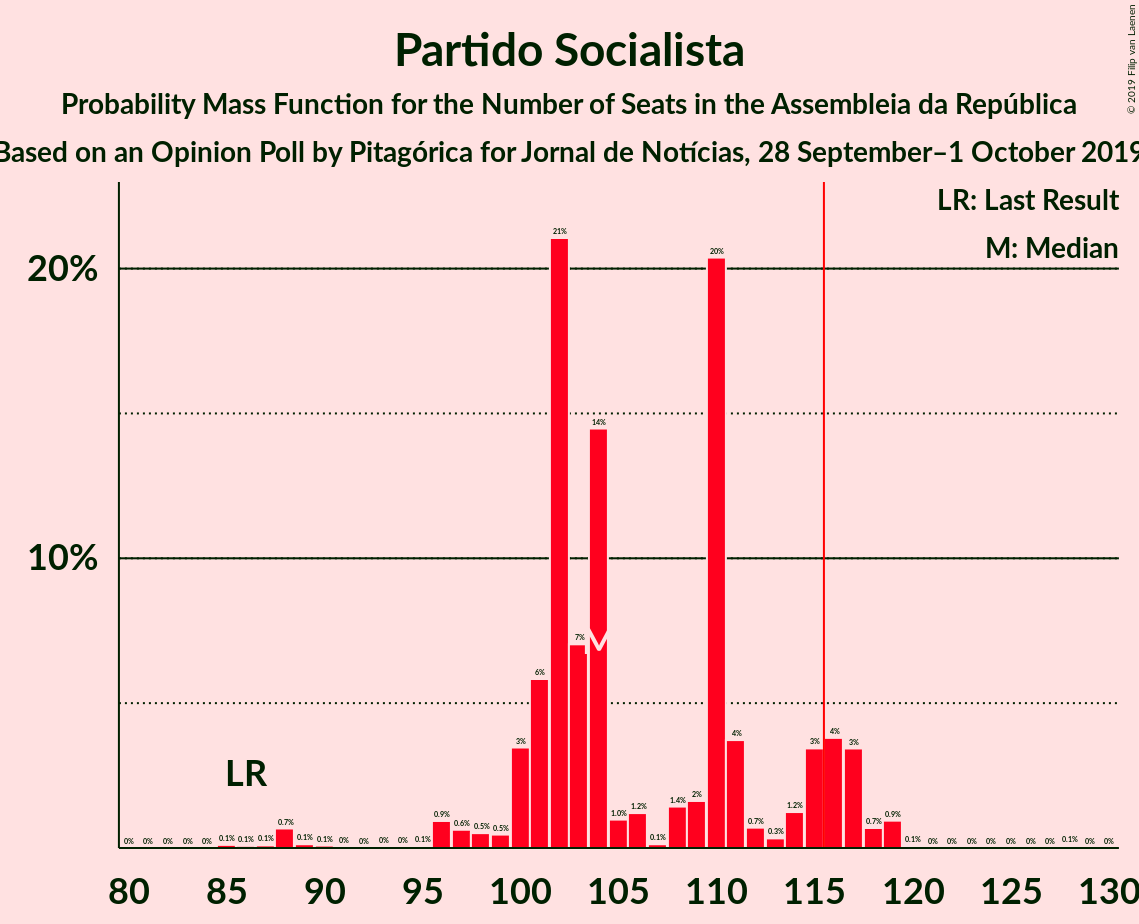 Partido Socialista
Probability Mass Function for the Number of Seats in the Assembleia da República
Based on an Opinion Poll by Pitagórica for Jornal de Notícias, 28 September–1 October 2019
© 2019 Filip van Laenen
LR: Last Result
M: Median
20%
10%
LR
M
0% 0% 0% 0% 0% 0.1% 0.1% 0.1% 0.7% 0.1% 0.1% 0% 0% 0% 0% 0.1% 0.9% 0.6% 0.5% 0.5% 3% 6% 21% 7% 14% 1.0% 1.2% 0.1% 1.4% 2% 20% 4% 0.7% 0.3% 1.2% 3% 4% 3% 0.7% 0.9% 0.1% 0% 0% 0% 0% 0% 0% 0% 0.1% 0% 0%
80 85 90 95 100 105 110 115 120 125 130